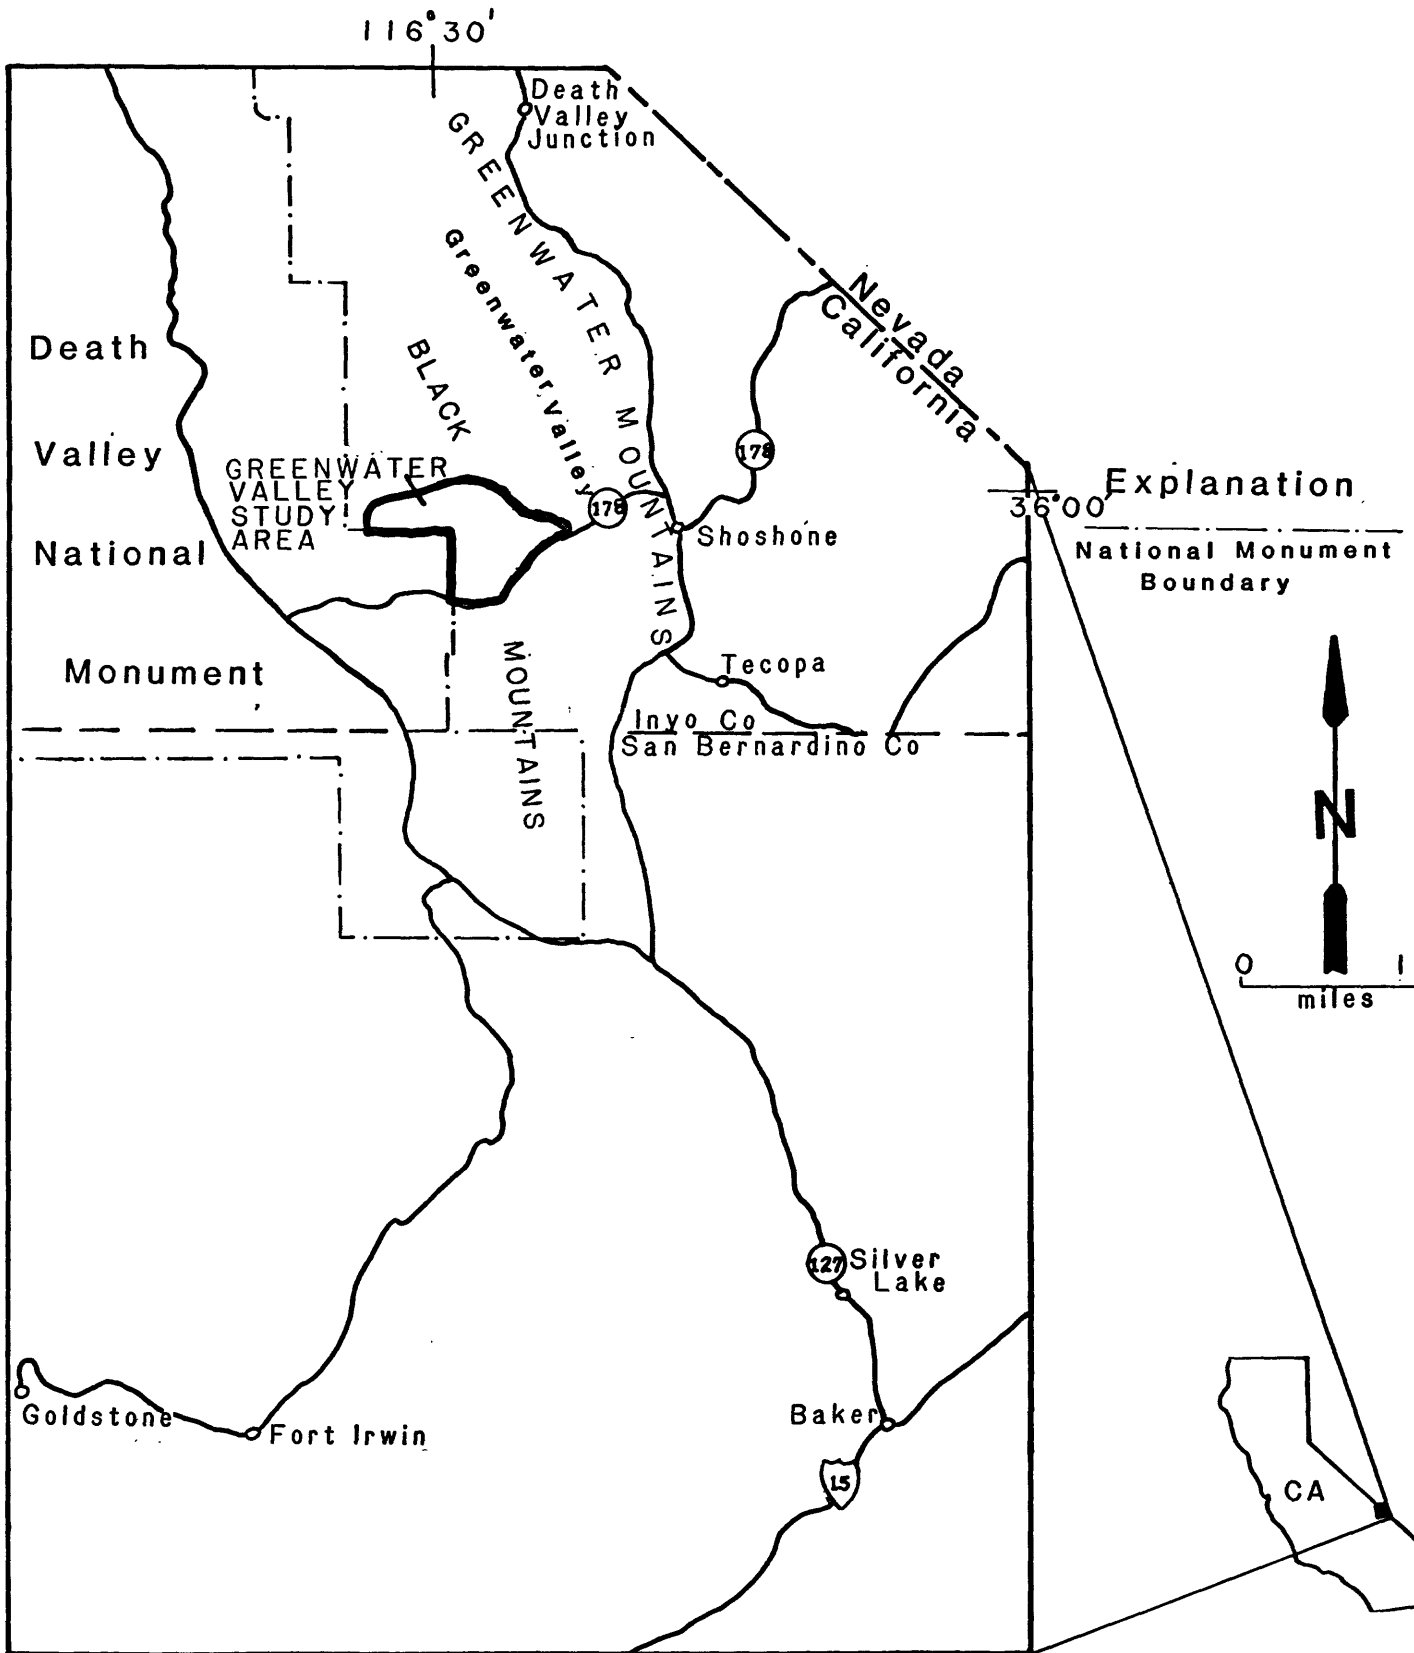 116°30'
Death
Valley
Junction
GREENWATER MOUNTAINS
Greenwater Valley
BLACK
MOUNTAINS
Nevada
California
Death
Valley
National
Monument
GREENWATER
VALLEY
STUDY
AREA
178
178
Shoshone
36°00'
Explanation
National Monument
Boundary
Tecopa
Inyo Co
San Bernardino Co
N
0 1
miles
127
Silver
Lake
Goldstone
Fort Irwin
Baker
15
CA